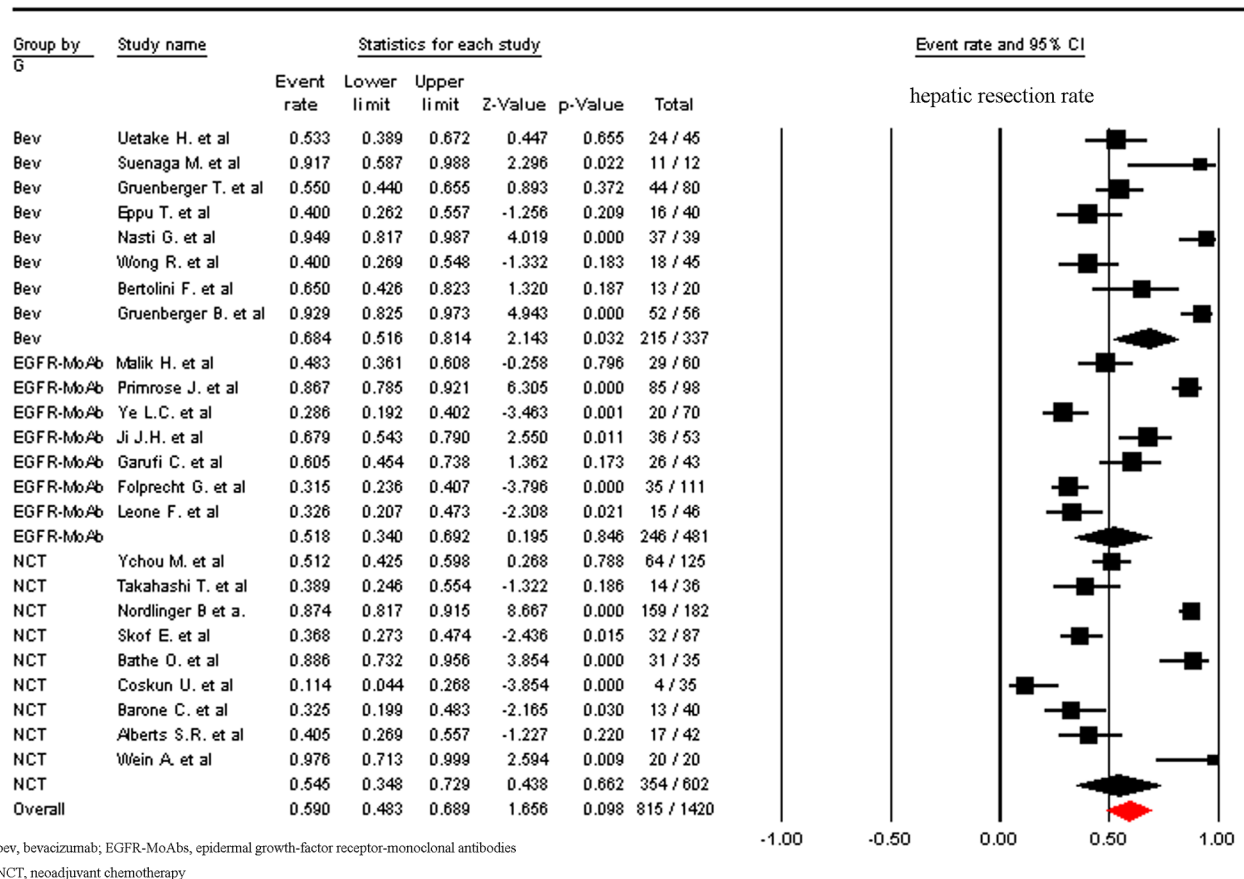 Group by Study name Statistics for each study Event rate and 95% CI
G
Event Lower Upper
rate limit limit Z-Value p-Value Total hepatic resection rate
Bev Uetake H. et al 0.533 0.389 0.672 0.447 0.655 24 / 45
Bev Suenaga M. et al 0.917 0.587 0.988 2.296 0.022 11 / 12
Bev Gruenberger T. et al 0.550 0.440 0.655 0.893 0.372 44 / 80
Bev Eppu T. et al 0.400 0.262 0.557 -1.256 0.209 16 / 40
Bev Nasti G. et al 0.949 0.817 0.987 4.019 0.000 37 / 39
Bev Wong R. et al 0.400 0.269 0.548 -1.332 0.183 18 / 45
Bev Bertolini F. et al 0.650 0.426 0.823 1.320 0.187 13 / 20
Bev Gruenberger B. et al 0.929 0.825 0.973 4.943 0.000 52 / 56
Bev 0.684 0.516 0.814 2.143 0.032 215 / 337
EGFR-MoAb Malik H. et al 0.483 0.361 0.608 -0.258 0.796 29 / 60
EGFR-MoAb Primrose J. et al 0.867 0.785 0.921 6.305 0.000 85 / 98
EGFR-MoAb Ye L.C. et al 0.286 0.192 0.402 -3.463 0.001 20 / 70
EGFR-MoAb Ji J.H. et al 0.679 0.543 0.790 2.550 0.011 36 / 53
EGFR-MoAb Garufi C. et al 0.605 0.454 0.738 1.362 0.173 26 / 43
EGFR-MoAb Folprecht G. et al 0.315 0.236 0.407 -3.796 0.000 35 / 111
EGFR-MoAb Leone F. et al 0.326 0.207 0.473 -2.308 0.021 15 / 46
EGFR-MoAb 0.518 0.340 0.692 0.195 0.846 246 / 481
NCT Ychou M. et al 0.512 0.425 0.598 0.268 0.788 64 / 125
NCT Takahashi T. et al 0.389 0.246 0.554 -1.322 0.186 14 / 36
NCT Nordlinger B et a. 0.874 0.817 0.915 8.667 0.000 159 / 182
NCT Skof E. et al 0.368 0.273 0.474 -2.436 0.015 32 / 87
NCT Bathe O. et al 0.886 0.732 0.956 3.854 0.000 31 / 35
NCT Coskun U. et al 0.114 0.044 0.268 -3.854 0.000 4 / 35
NCT Barone C. et al 0.325 0.199 0.483 -2.165 0.030 13 / 40
NCT Alberts S.R. et al 0.405 0.269 0.557 -1.227 0.220 17 / 42
NCT Wein A. et al 0.976 0.713 0.999 2.594 0.009 20 / 20
NCT 0.545 0.348 0.729 0.438 0.662 354 / 602
Overall 0.590 0.483 0.689 1.656 0.098 815 / 1420
-1.00 -0.50 0.00 0.50 1.00
bev, bevacizumab; EGFR-MoAbs, epidermal growth-factor receptor-monoclonal antibodies
NCT, neoadjuvant chemotherapy